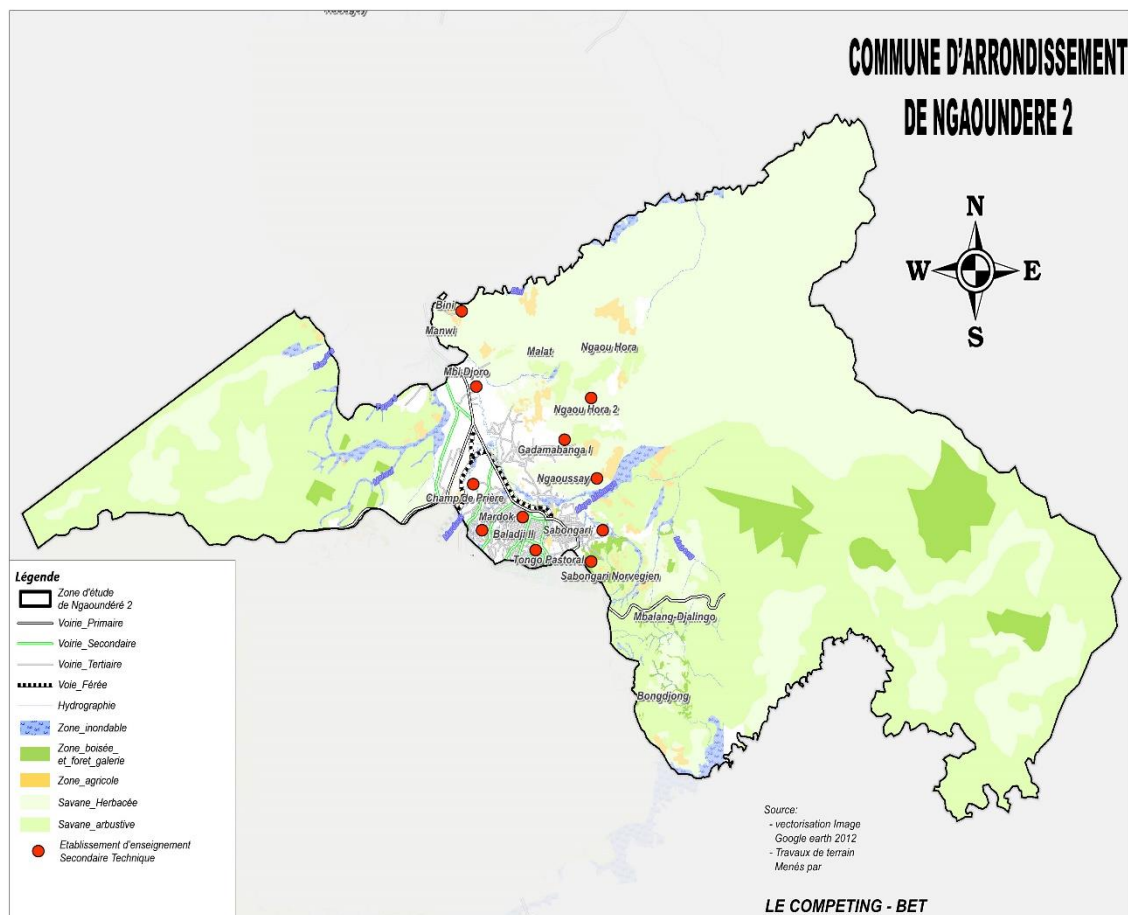 COMMUNE D'ARRONDISSEMENT
DE NGAOUNDERE 2
N
W
E
S
Bini
Manwi
Malat
Ngaou Hora
Mbi Djoro
Ngaou Hora 2
Gadamabanga I
Ngaoussay
Champ de Prière
Mardok
Baladji II
Sabongari
Tongo Pastoral
Sabongari Norvegien
Mbalang-Djalingo
Bongdjong
Légende
Zone d'étude
de Ngaoundéré 2
Voirie_Primaire
Voirie_Secondaire
Voirie_Tertiaire
Voie_Férée
Hydrographie
Zone_inondable
Zone_boisée_
et_foret_galerie
Zone_agricole
Savane_Herbacée
Savane_arbustive
Etablissement d'enseignement
Secondaire Technique
Source:
- vectorisation Image
Google earth 2012
- Travaux de terrain
Menés par
LE COMPETING - BET